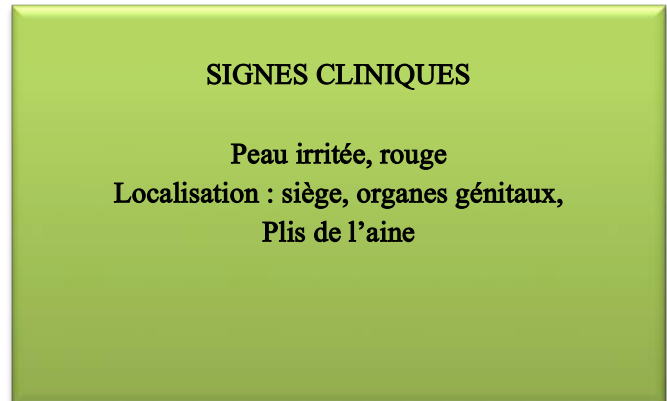 SIGNES CLINIQUES
Peau irritée, rouge
Localisation : siège, organes génitaux,
Plis de l’aine